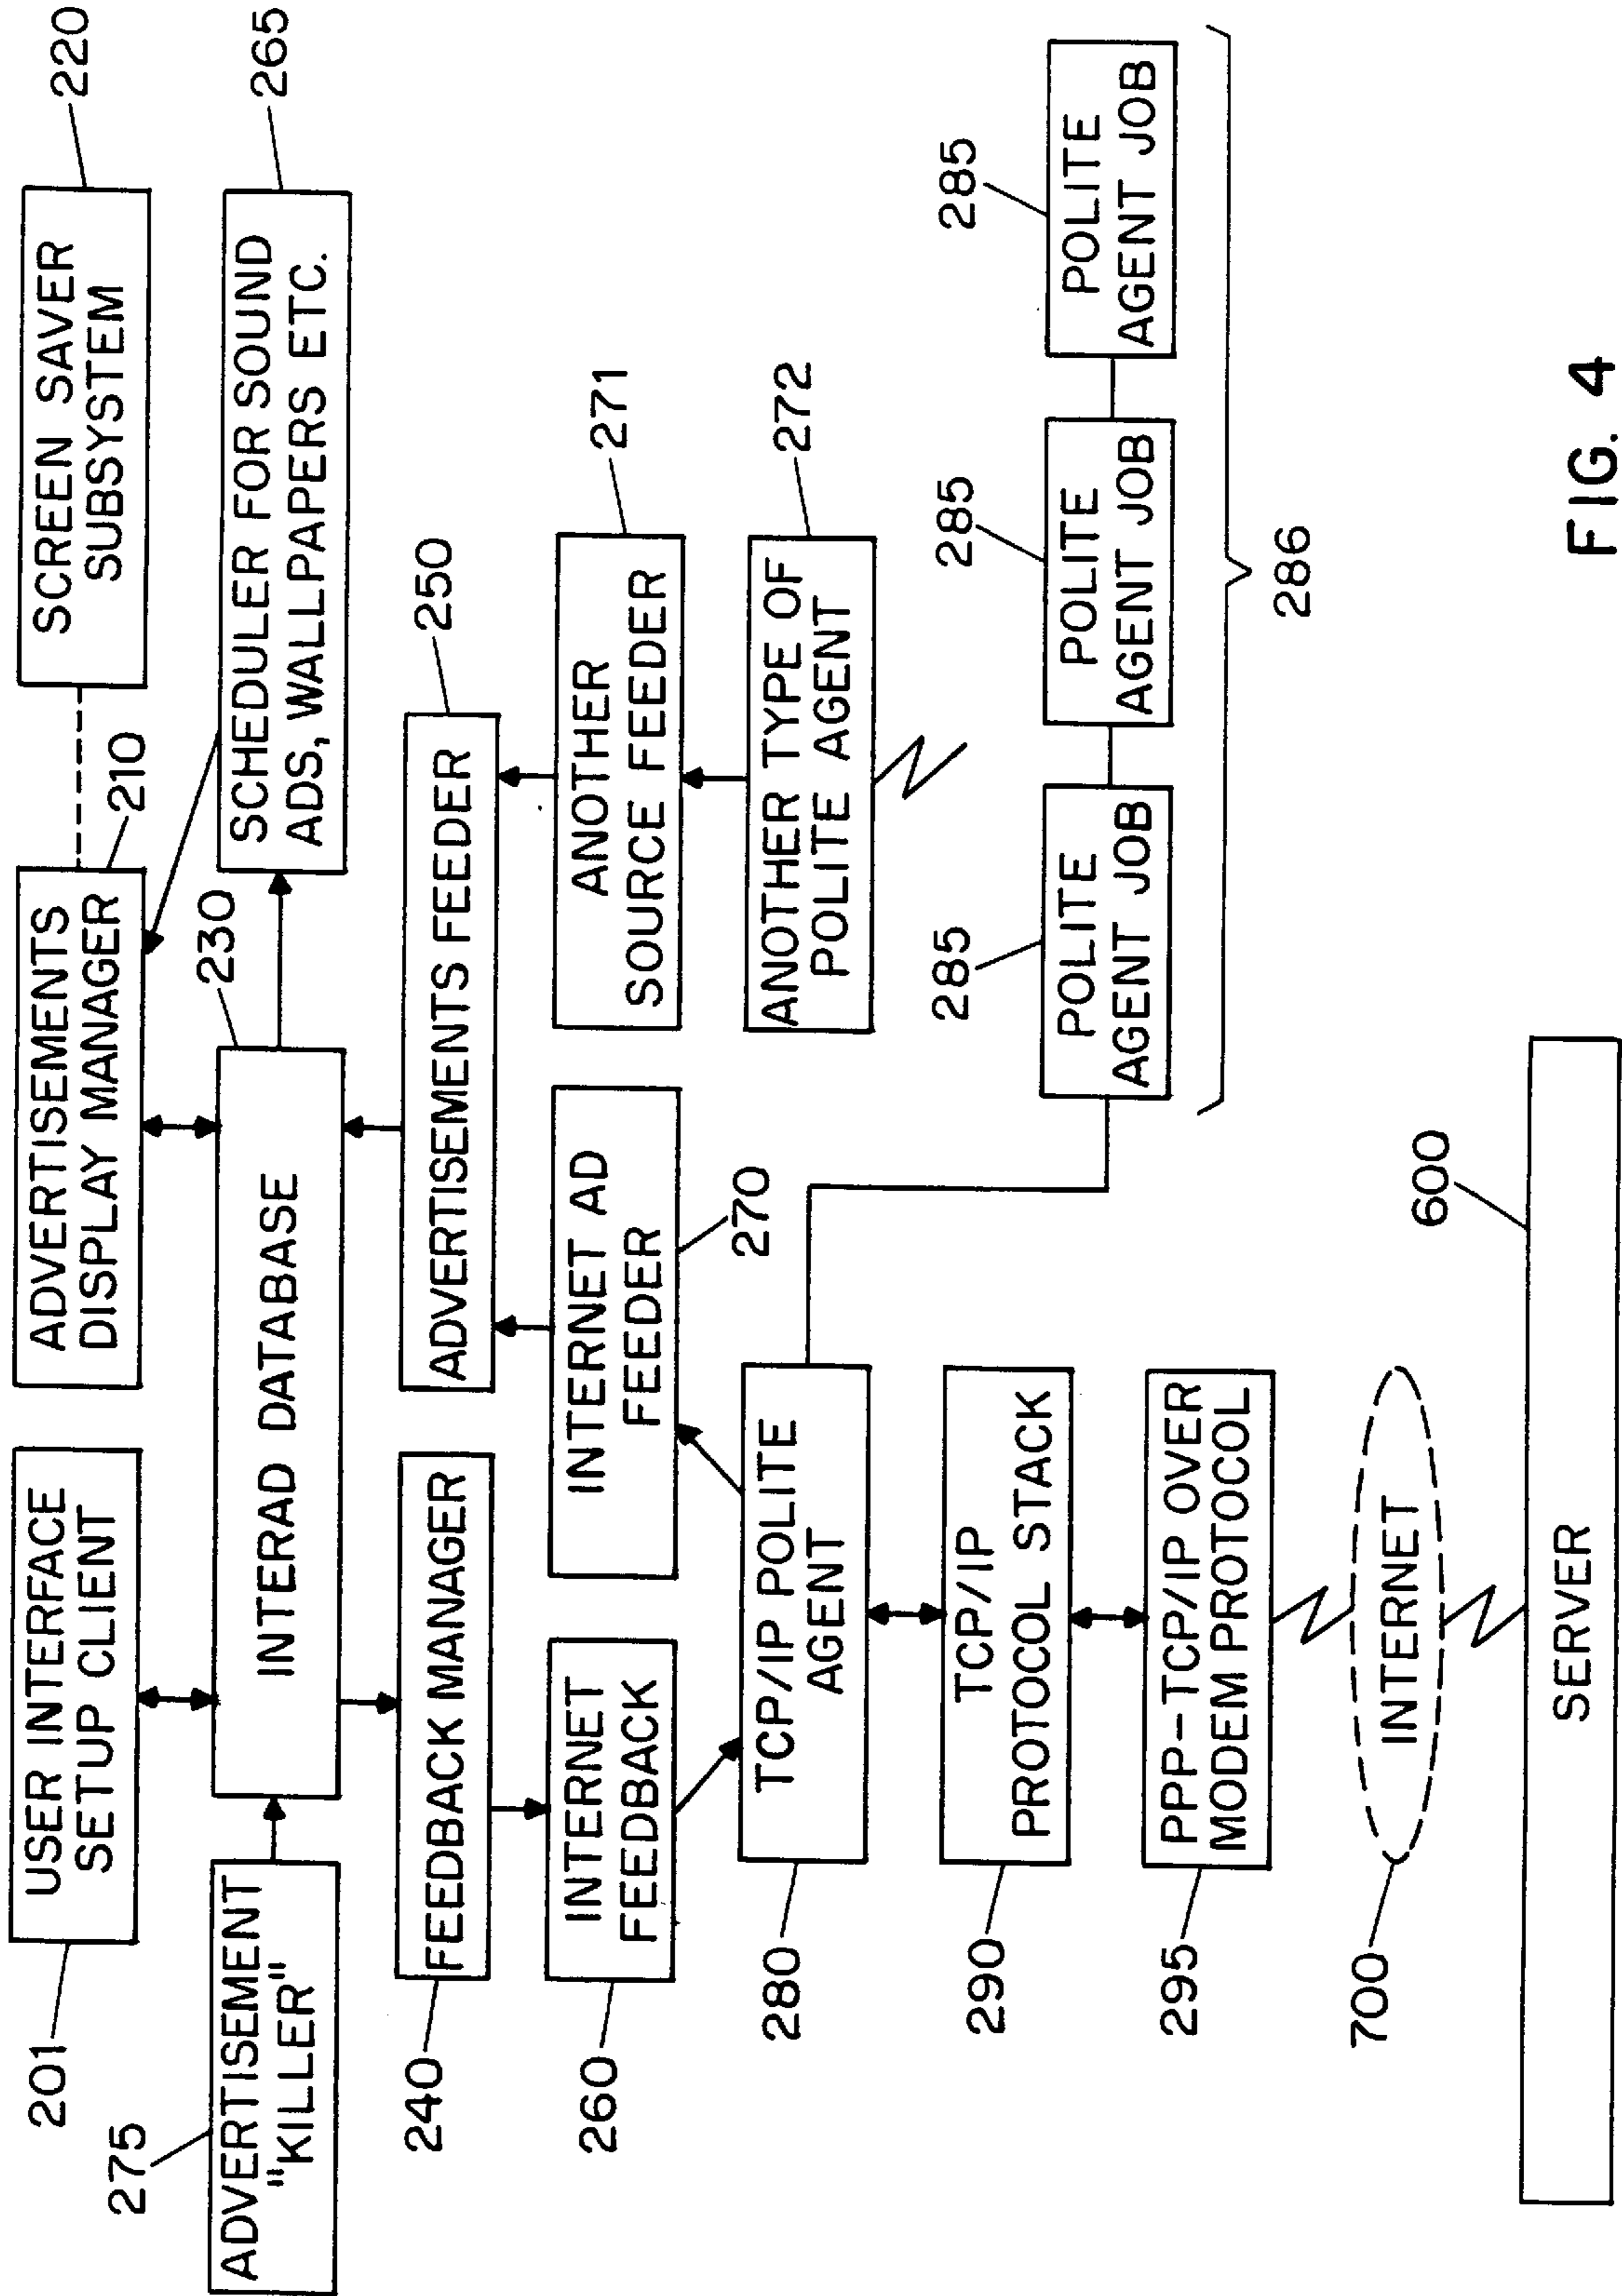 201
USER INTERFACE
SETUP CLIENT
ADVERTISEMENTS
DISPLAY MANAGER
210
SCREEN SAVER
SUBSYSTEM
220
275
ADVERTISEMENT
"KILLER"
INTERAD DATABASE
230
SCHEDULER FOR SOUND
ADS, WALLPAPERS ETC.
265
240
FEEDBACK MANAGER
ADVERTISEMENTS FEEDER
250
260
INTERNET
FEEDBACK
INTERNET AD
FEEDER
270
ANOTHER
SOURCE FEEDER
271
280
TCP/IP POLITE
AGENT
ANOTHER TYPE OF
POLITE AGENT
272
290
TCP/IP
PROTOCOL STACK
285
POLITE
AGENT JOB
285
POLITE
AGENT JOB
285
POLITE
AGENT JOB
286
295
PPP-TCP/IP OVER
MODEM PROTOCOL
700
INTERNET
600
SERVER
FIG. 4